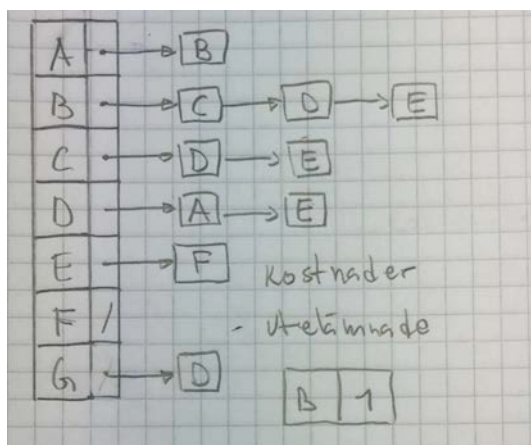 A B
B C D E
C D E
D A E
E F
Kostnader
F /
- utelämnade
G D
B 1